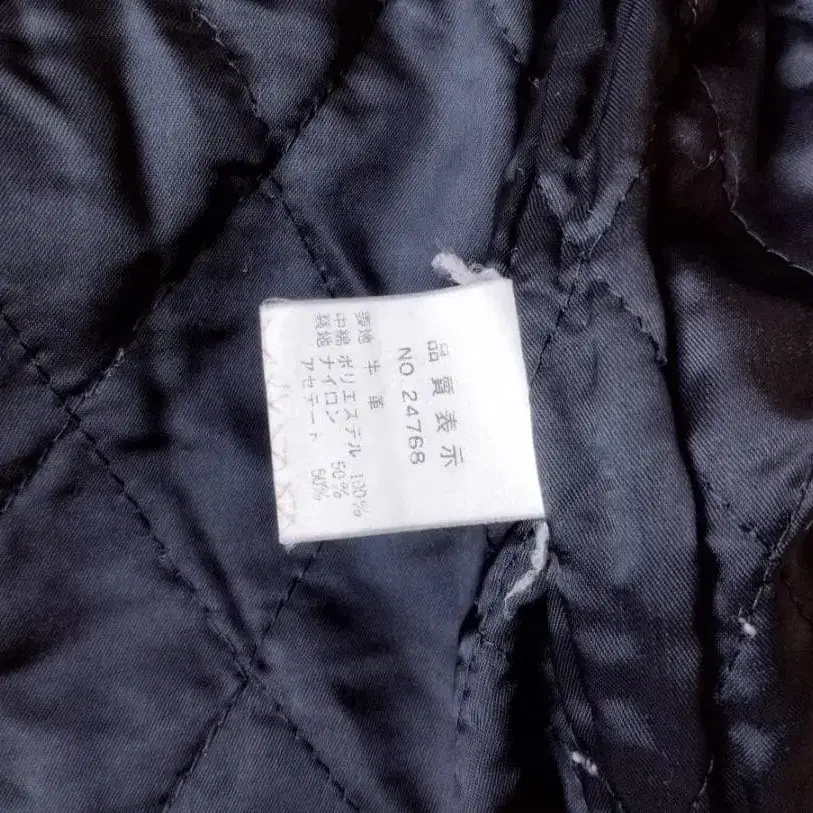 品質表示
NO.24768
表地 牛革
中綿 ポリエステル 100%
裏地 ナイロン 50%
アセテート 50%